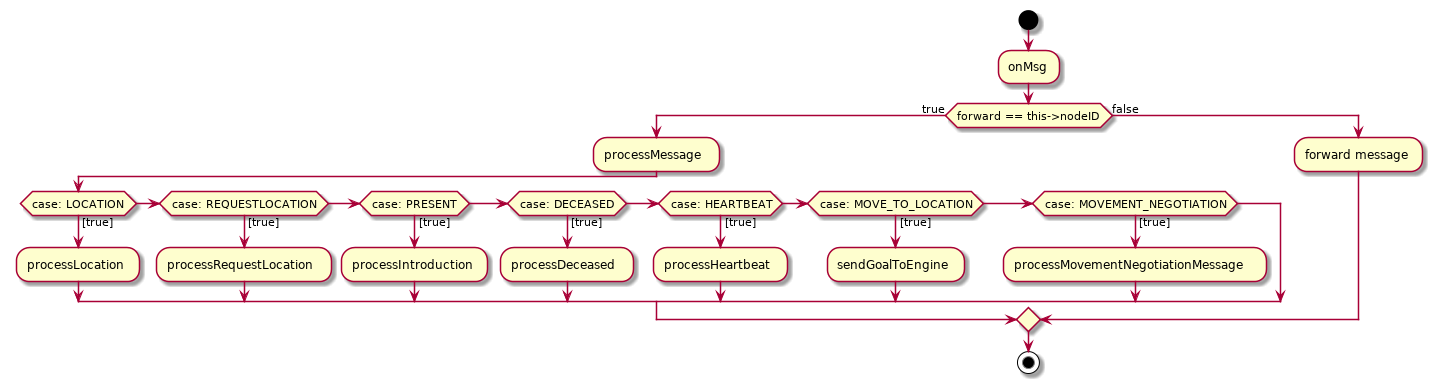 onMsg
true
forward == this->nodeID
false
processMessage
forward message
case: LOCATION
case: REQUESTLOCATION
case: PRESENT
case: DECEASED
case: HEARTBEAT
case: MOVE_TO_LOCATION
case: MOVEMENT_NEGOTIATION
[true]
[true]
[true]
[true]
[true]
[true]
[true]
processLocation
processRequestLocation
processIntroduction
processDeceased
processHeartbeat
sendGoalToEngine
processMovementNegotiationMessage